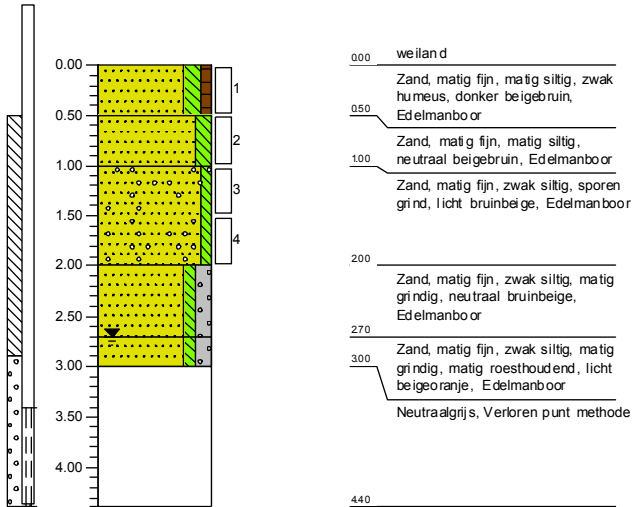 0.00
0.50
1.00
1.50
2.00
2.50
3.00
3.50
4.00
1
2
3
4
0.00
weiland
Zand, matig fijn, matig siltig, zwak
humeus, donker beigebruin,
Edelmanboor
0.50
Zand, matig fijn, matig siltig,
neutraal beigebruin, Edelmanboor
1.00
Zand, matig fijn, zwak siltig, sporen
grind, licht bruinbeige, Edelmanboor
2.00
Zand, matig fijn, zwak siltig, matig
grindig, neutraal bruinbeige,
Edelmanboor
2.70
Zand, matig fijn, zwak siltig, matig
grindig, matig roesthoudend, licht
beigeoranje, Edelmanboor
3.00
Neutraalgrijs, Verloren punt methode
4.40